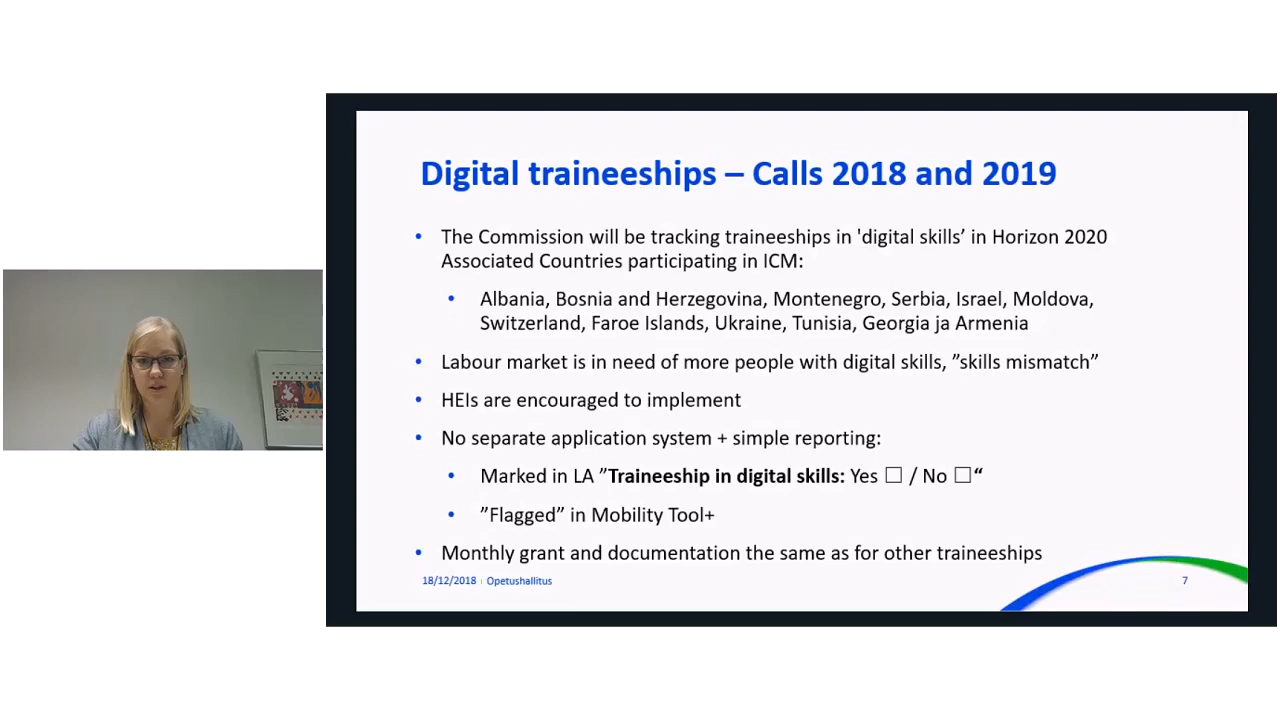 Digital traineeships – Calls 2018 and 2019
• The Commission will be tracking traineeships in 'digital skills’ in Horizon 2020
Associated Countries participating in ICM:
• Albania, Bosnia and Herzegovina, Montenegro, Serbia, Israel, Moldova,
Switzerland, Faroe Islands, Ukraine, Tunisia, Georgia ja Armenia
• Labour market is in need of more people with digital skills, ”skills mismatch”
• HEIs are encouraged to implement
• No separate application system + simple reporting:
• Marked in LA ”Traineeship in digital skills: Yes ☐ / No ☐“
• ”Flagged” in Mobility Tool+
• Monthly grant and documentation the same as for other traineeships
18/12/2018 | Opetushallitus
7